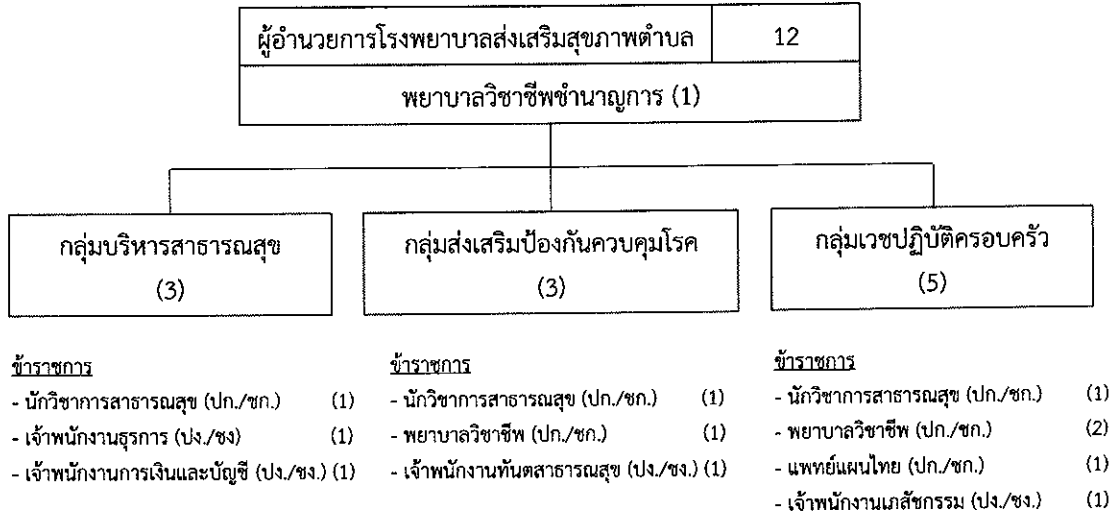 ผู้อำนวยการโรงพยาบาลส่งเสริมสุขภาพตำบล 12
พยาบาลวิชาชีพชำนาญการ (1)
กลุ่มบริหารสาธารณสุข
(3)
กลุ่มส่งเสริมป้องกันควบคุมโรค
(3)
กลุ่มเวชปฏิบัติครอบครัว
(5)
ข้าราชการ
- นักวิชาการสาธารณสุข (ปก./ชก.) (1)
- เจ้าพนักงานธุรการ (ปง./ชง) (1)
- เจ้าพนักงานการเงินและบัญชี (ปง./ชง.) (1)
ข้าราชการ
- นักวิชาการสาธารณสุข (ปก./ชก.) (1)
- พยาบาลวิชาชีพ (ปก./ชก.) (1)
- เจ้าพนักงานทันตสาธารณสุข (ปง./ชง.) (1)
ข้าราชการ
- นักวิชาการสาธารณสุข (ปก./ชก.) (1)
- พยาบาลวิชาชีพ (ปก./ชก.) (2)
- แพทย์แผนไทย (ปก./ชก.) (1)
- เจ้าพนักงานเภสัชกรรม (ปง./ชง.) (1)